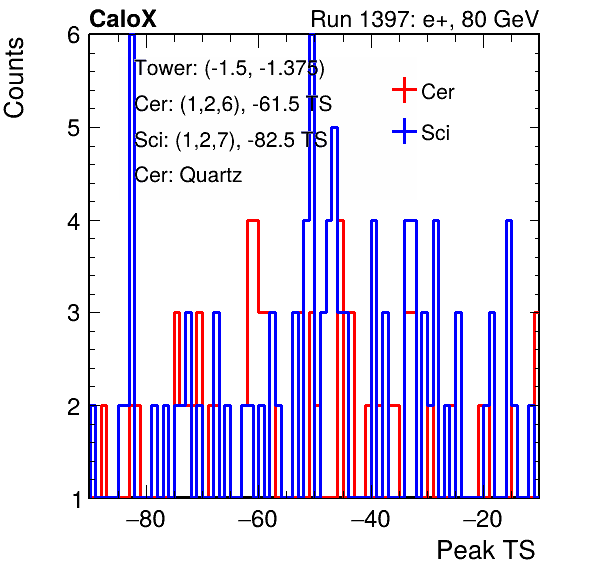 CaloX Run 1397: e+, 80 GeV
Counts
6
Tower: (-1.5, -1.375)
Cer: (1,2,6), -61.5 TS
Sci: (1,2,7), -82.5 TS
Cer: Quartz
Cer
Sci
5
4
3
2
1
−80 −60 −40 −20
Peak TS